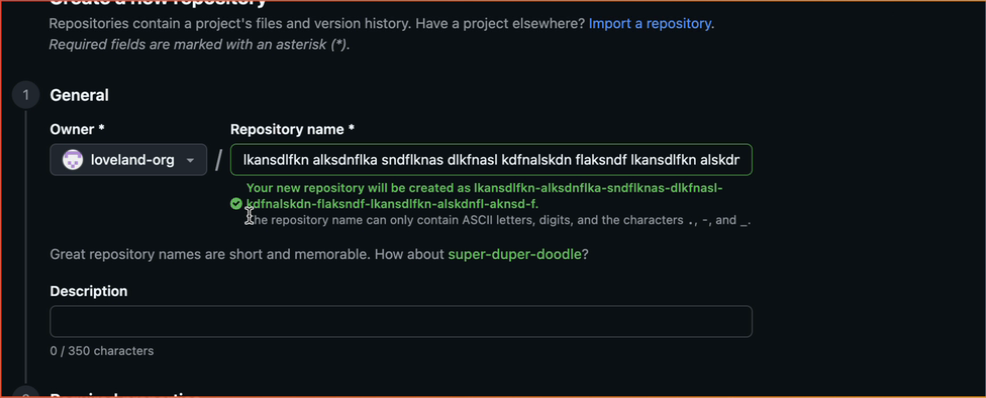 Create a new repository
Repositories contain a project's files and version history. Have a project elsewhere? Import a repository.
Required fields are marked with an asterisk (*).
1 General
Owner * Repository name *
loveland-org / lkansdlfkn alksdnflka sndflknas dlkfnasl kdfnalskdn flaksndf lkansdlfkn alskdr
Your new repository will be created as lkansdlfkn-alksdnflka-sndflknas-dlkfnasl-
kdfnalskdn-flaksndf-lkansdlfkn-alskdnfl-aknsd-f.
The repository name can only contain ASCII letters, digits, and the characters ., -, and _.
Great repository names are short and memorable. How about super-duper-doodle?
Description
0 / 350 characters